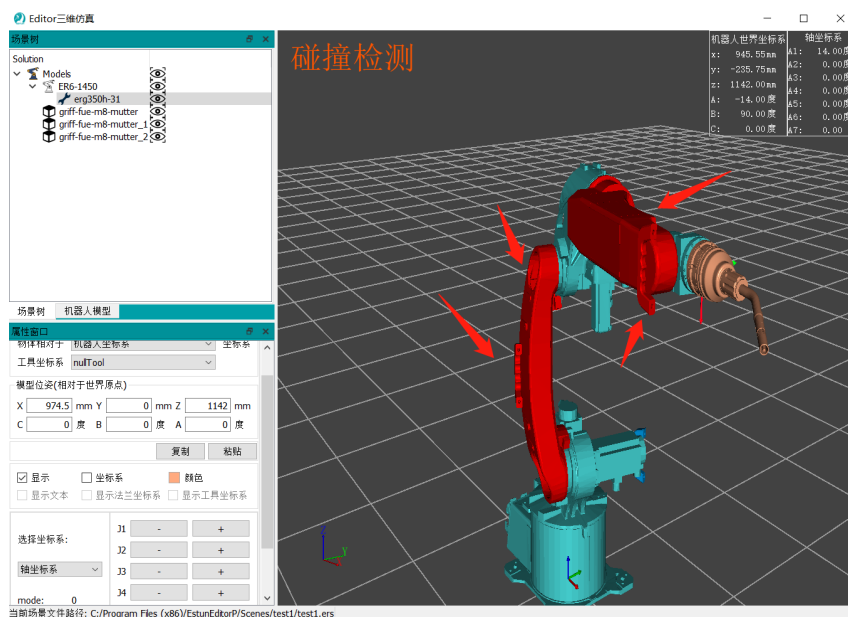 Editor三维仿真
场景树
Solution
Models
ER6-1450
erg350h-31
griff-fue-m8-mutter
griff-fue-m8-mutter_1
griff-fue-m8-mutter_2
场景树 机器人模型
属性窗口
物体相对于 机器人坐标系 坐标系
工具坐标系 nullTool
模型位姿(相对于世界原点)
X 974.5 mm Y 0 mm Z 1142 mm
C 0 度 B 0 度 A 0 度
复制 粘贴
显示 坐标系 颜色
显示文本 显示法兰坐标系 显示工具坐标系
选择坐标系:
轴坐标系
mode: 0
J1 - +
J2 - +
J3 - +
J4 - +
碰撞检测
机器人世界坐标系
x: 945.55mm
y: -235.75mm
z: 1142.00mm
A: -14.00度
B: 90.00度
C: 0.00度
轴坐标系
A1: 14.00度
A2: 0.00度
A3: 0.00度
A4: 0.00度
A5: 0.00度
A6: 0.00度
A7: 0.00
Z
Y
当前场景文件路径: C:/Program Files (x86)/EstunEditorP/Scenes/test1/test1.ers